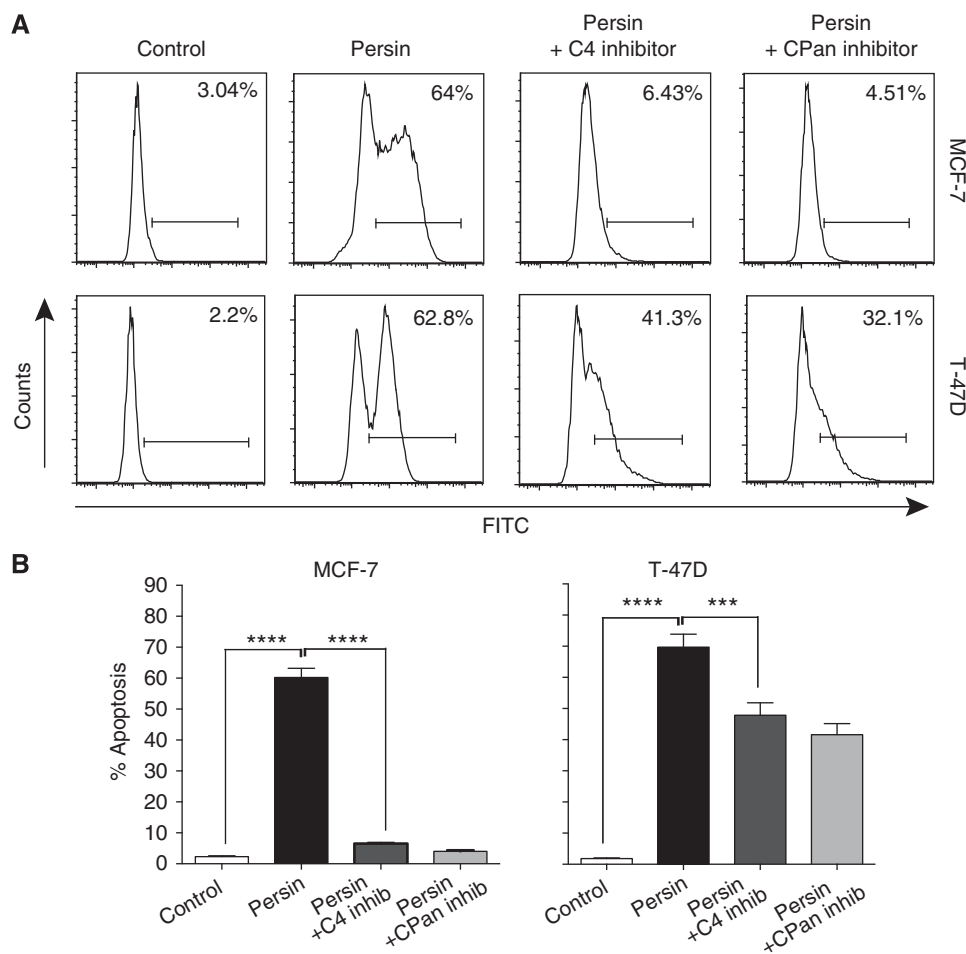 A
Control
Persin
Persin
+ C4 inhibitor
Persin
+ CPan inhibitor
3.04%
64%
6.43%
4.51%
MCF-7
2.2%
62.8%
41.3%
32.1%
T-47D
Counts
FITC
B
MCF-7
% Apoptosis
90
80
70
60
50
40
30
20
10
0
****
****
Control
Persin
Persin
+C4 inhib
Persin
+CPan inhib
T-47D
****
***
Control
Persin
Persin
+C4 inhib
Persin
+CPan inhib